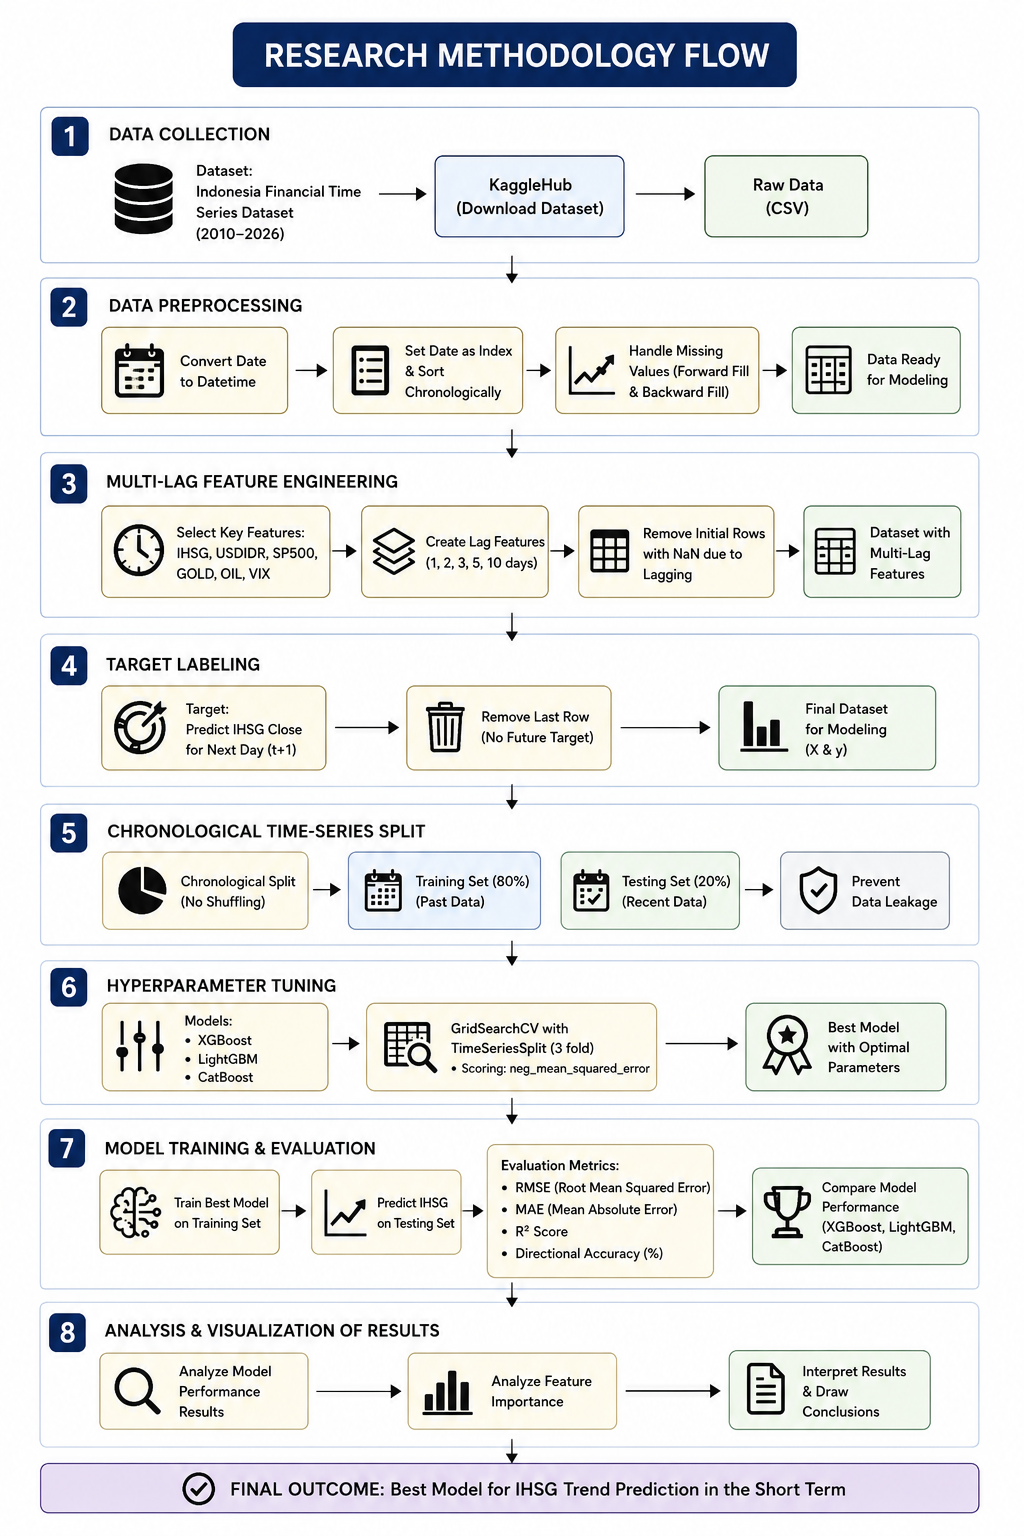 RESEARCH METHODOLOGY FLOW
1
DATA COLLECTION
Dataset:
Indonesia Financial Time
Series Dataset
(2010–2026)
KaggleHub
(Download Dataset)
Raw Data
(CSV)
2
DATA PREPROCESSING
Convert Date
to Datetime
Set Date as Index
& Sort
Chronologically
Handle Missing
Values (Forward Fill
& Backward Fill)
Data Ready
for Modeling
3
MULTI-LAG FEATURE ENGINEERING
Select Key Features:
IHSG, USDIDR, SP500,
GOLD, OIL, VIX
Create Lag Features
(1, 2, 3, 5, 10 days)
Remove Initial Rows
with NaN due to
Lagging
Dataset with
Multi-Lag
Features
4
TARGET LABELING
Target:
Predict IHSG Close
for Next Day (t+1)
Remove Last Row
(No Future Target)
Final Dataset
for Modeling
(X & y)
5
CHRONOLOGICAL TIME-SERIES SPLIT
Chronological Split
(No Shuffling)
Training Set (80%)
(Past Data)
Testing Set (20%)
(Recent Data)
Prevent
Data Leakage
6
HYPERPARAMETER TUNING
Models:
• XGBoost
• LightGBM
• CatBoost
GridSearchCV with
TimeSeriesSplit (3 fold)
• Scoring: neg_mean_squared_error
Best Model
with Optimal
Parameters
7
MODEL TRAINING & EVALUATION
Train Best Model
on Training Set
Predict IHSG
on Testing Set
Evaluation Metrics:
• RMSE (Root Mean Squared Error)
• MAE (Mean Absolute Error)
• R² Score
• Directional Accuracy (%)
Compare Model
Performance
(XGBoost, LightGBM,
CatBoost)
8
ANALYSIS & VISUALIZATION OF RESULTS
Analyze Model
Performance
Results
Analyze Feature
Importance
Interpret Results
& Draw
Conclusions
FINAL OUTCOME: Best Model for IHSG Trend Prediction in the Short Term